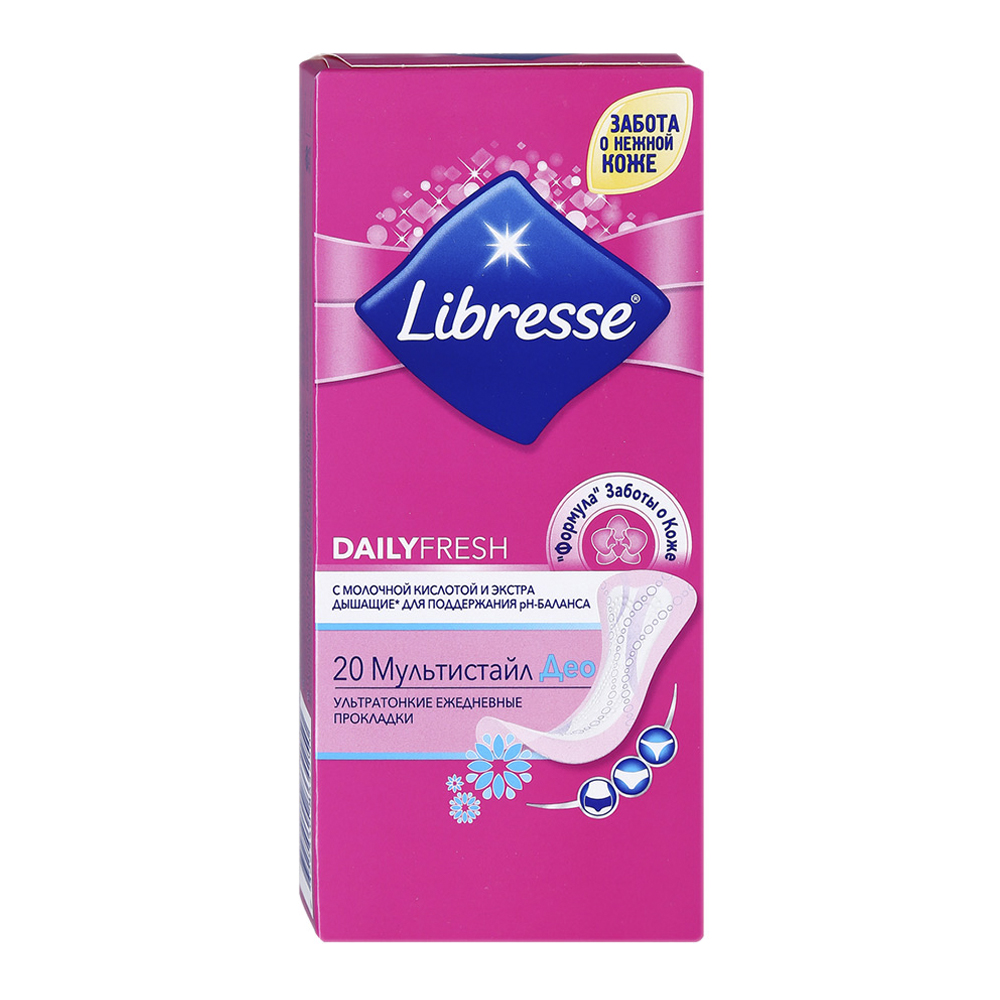 ЗАБОТА
О НЕЖНОЙ
КОЖЕ
Libresse®
"Формула" Заботы о Коже
DAILYFRESH
С МОЛОЧНОЙ КИСЛОТОЙ И ЭКСТРА
ДЫШАЩИЕ* ДЛЯ ПОДДЕРЖАНИЯ pH-БАЛАНСА
20 Мультистайл Део
УЛЬТРАТОНКИЕ ЕЖЕДНЕВНЫЕ
ПРОКЛАДКИ